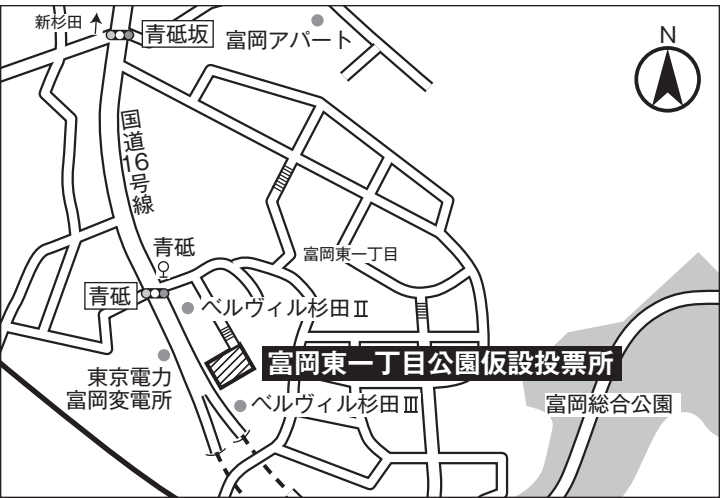 新杉田
青砥坂
富岡アパート
N
国道16号線
富岡東一丁目
青砥
青砥
ベルヴィル杉田Ⅱ
富岡東一丁目公園仮設投票所
東京電力
富岡変電所
ベルヴィル杉田Ⅲ
富岡総合公園